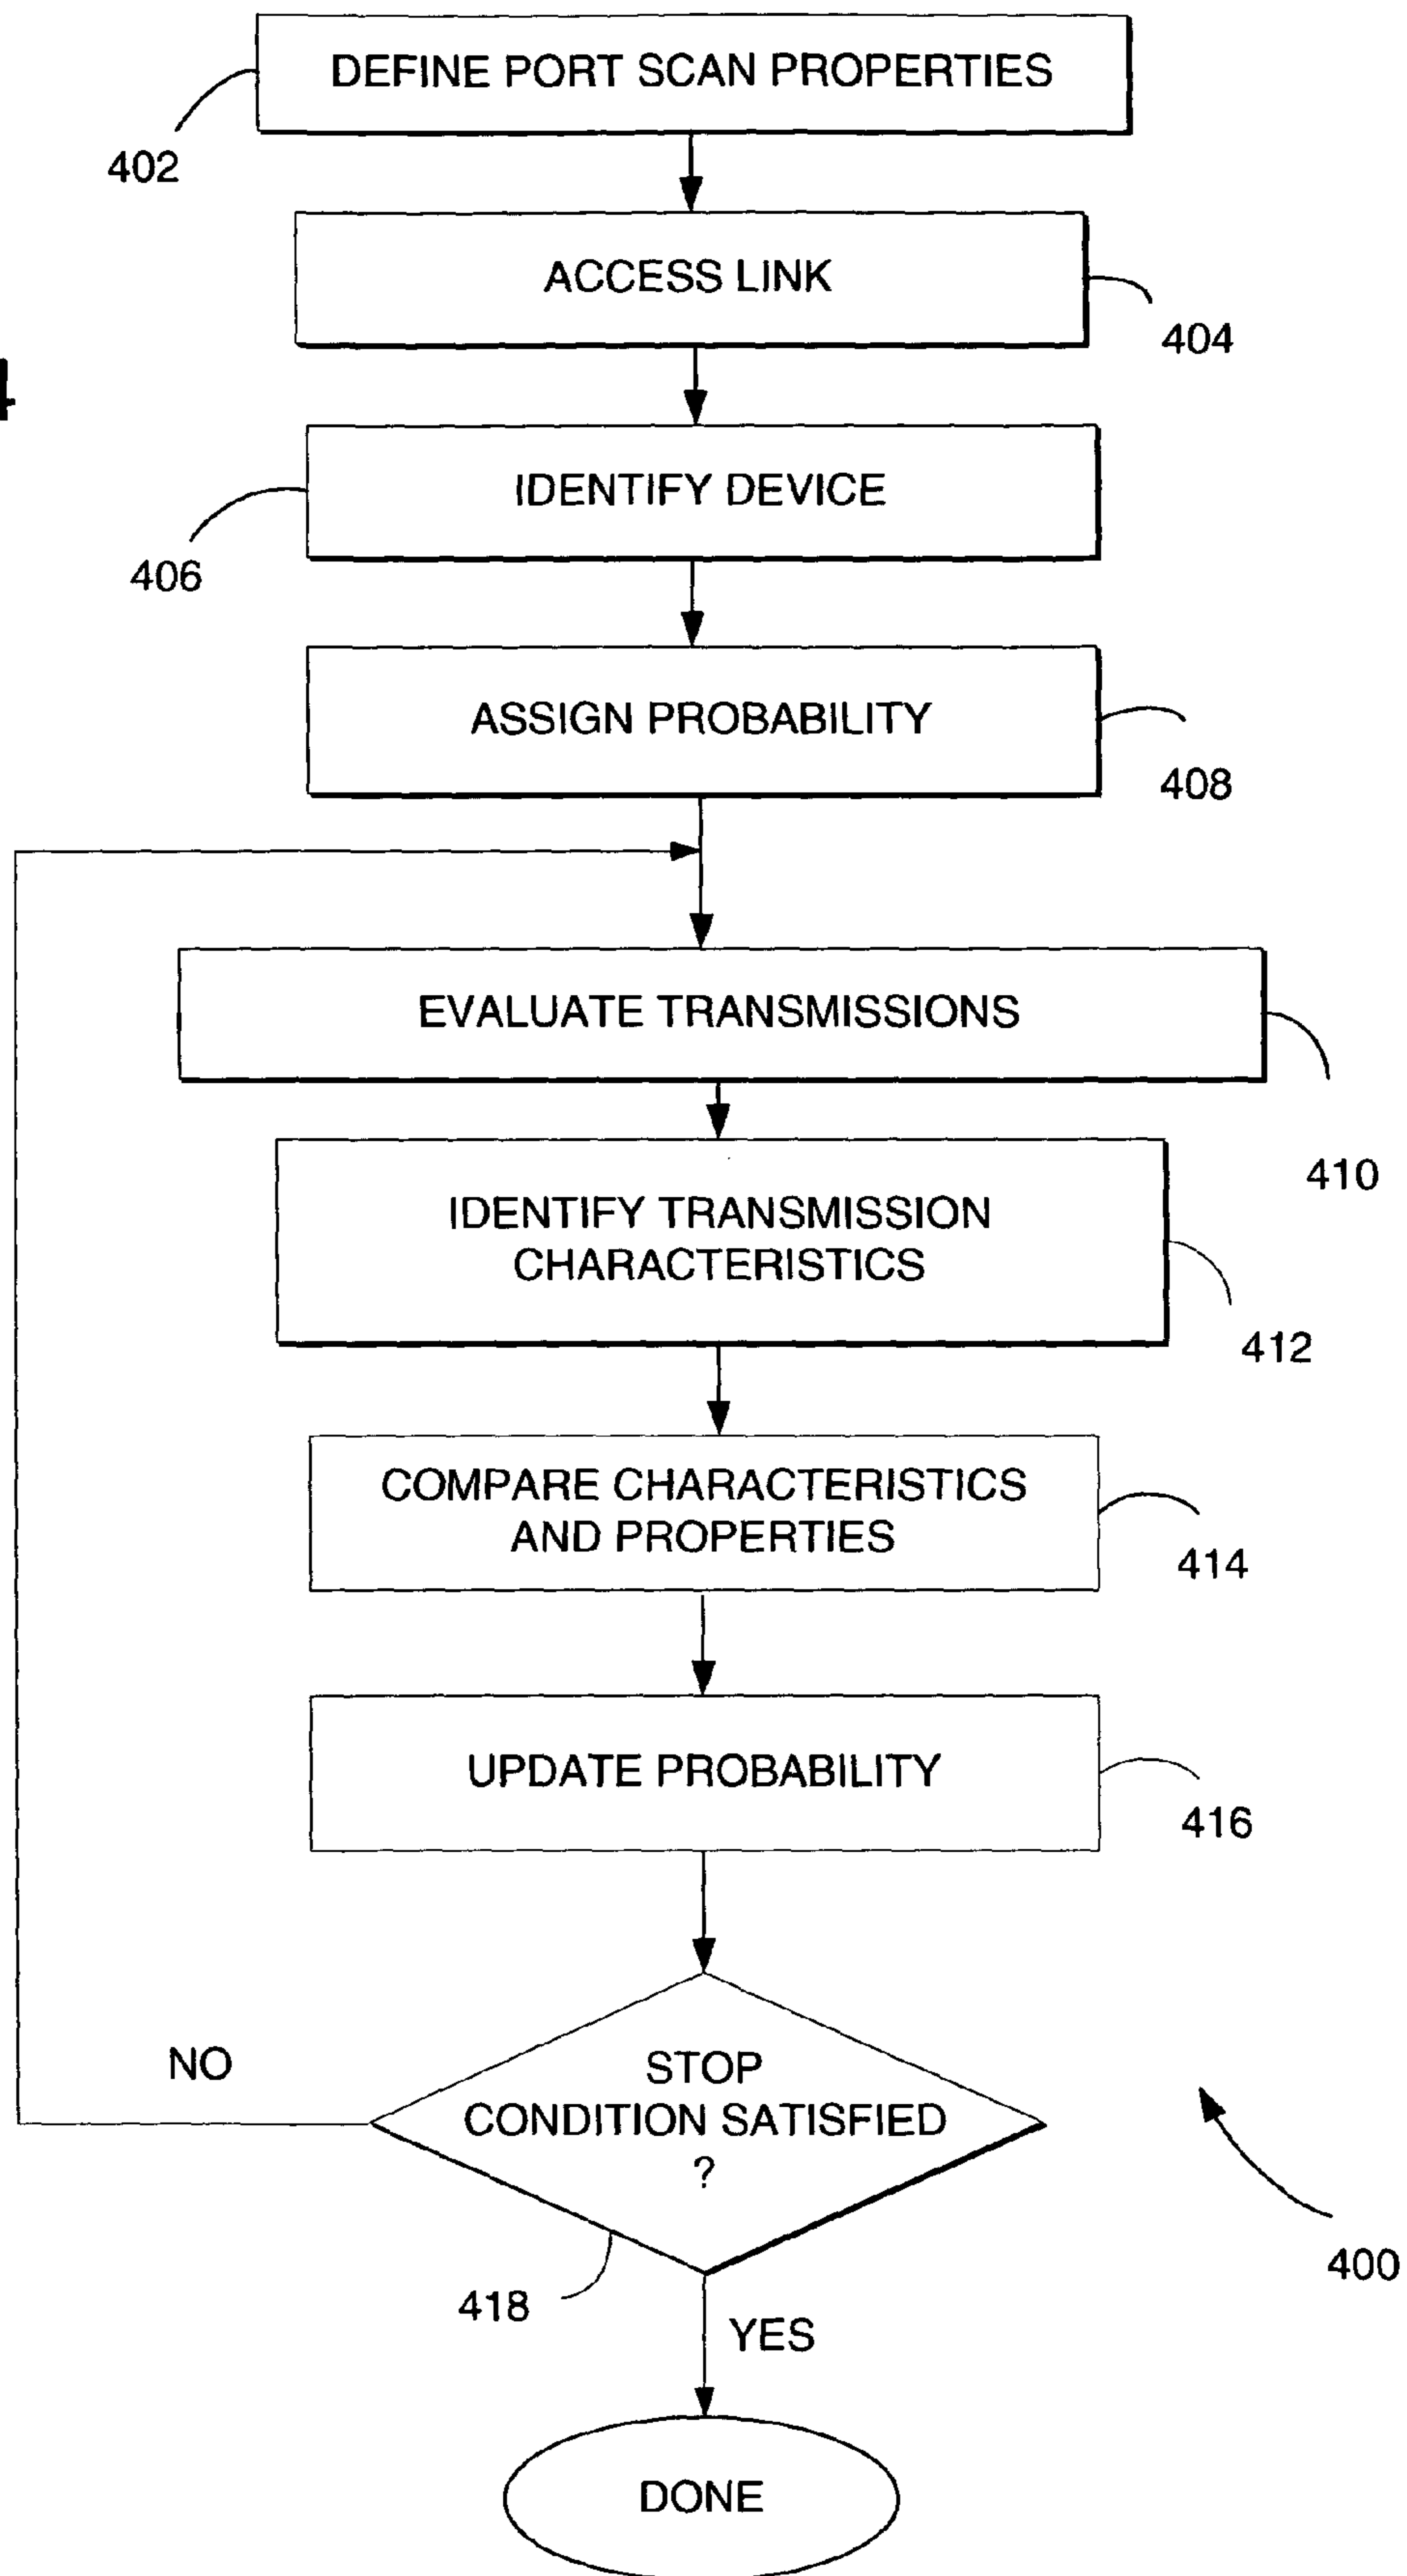 DEFINE PORT SCAN PROPERTIES
402
ACCESS LINK
404
4
IDENTIFY DEVICE
406
ASSIGN PROBABILITY
408
EVALUATE TRANSMISSIONS
410
IDENTIFY TRANSMISSION
CHARACTERISTICS
412
COMPARE CHARACTERISTICS
AND PROPERTIES
414
UPDATE PROBABILITY
416
NO
STOP
CONDITION SATISFIED
?
400
418
YES
DONE